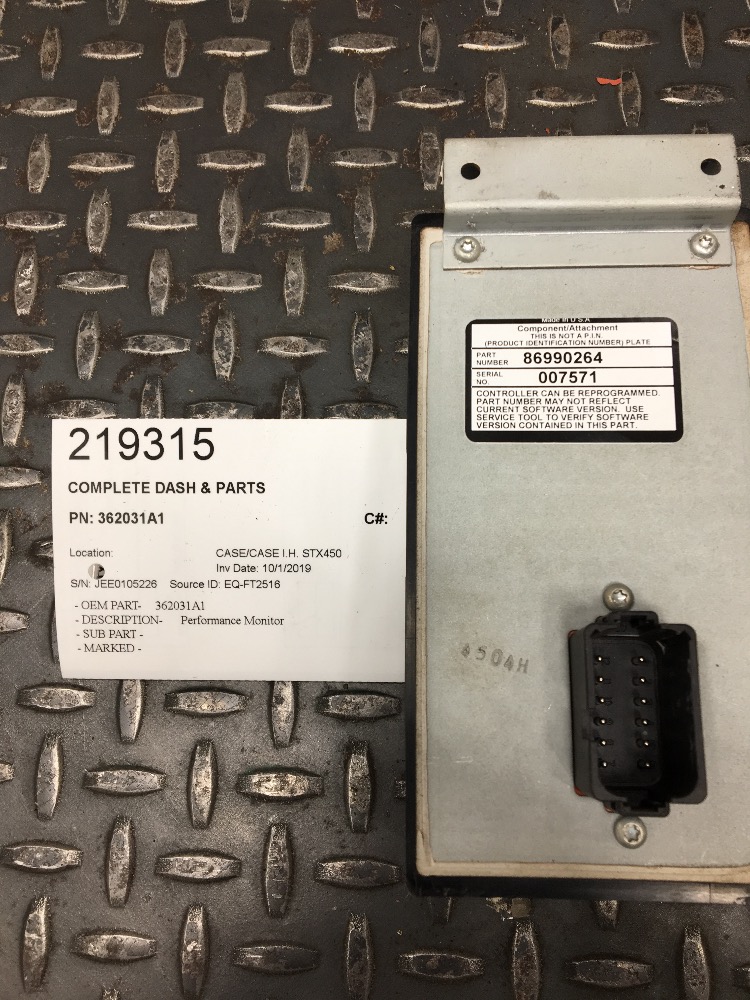 219315
COMPLETE DASH & PARTS
PN: 362031A1 C#:
Location: CASE/CASE I.H. STX450
Inv Date: 10/1/2019
S/N: JEE0105226 Source ID: EQ-FT2516
- OEM PART- 362031A1
- DESCRIPTION- Performance Monitor
- SUB PART -
- MARKED -
Made in U.S.A
Component/Attachment
THIS IS NOT A P.I.N.
(PRODUCT IDENTIFICATION NUMBER) PLATE
PART NUMBER 86990264
SERIAL NO. 007571
CONTROLLER CAN BE REPROGRAMMED.
PART NUMBER MAY NOT REFLECT
CURRENT SOFTWARE VERSION. USE
SERVICE TOOL TO VERIFY SOFTWARE
VERSION CONTAINED IN THIS PART.